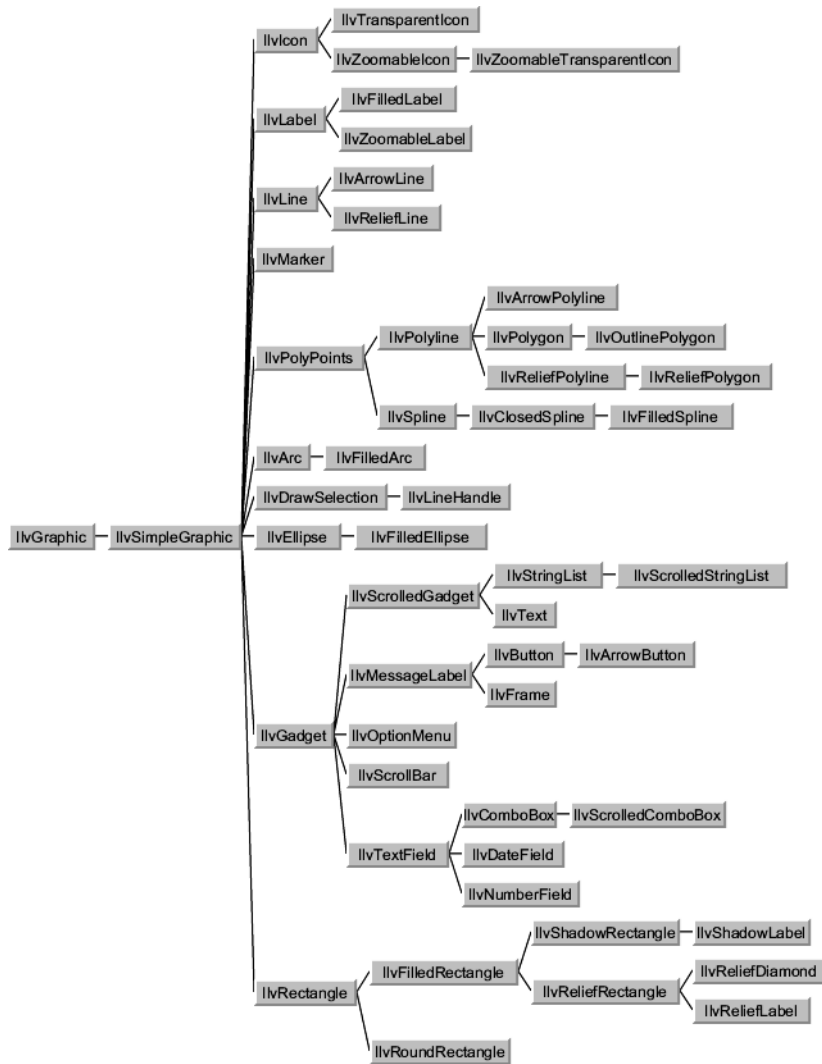 IlvTransparentIcon
IlvIcon
IlvZoomableIcon
IlvZoomableTransparentIcon
IlvFilledLabel
IlvLabel
IlvZoomableLabel
IlvArrowLine
IlvLine
IlvReliefLine
IlvMarker
IlvArrowPolyline
IlvPolyline
IlvPolygon
IlvOutlinePolygon
IlvPolyPoints
IlvReliefPolyline
IlvReliefPolygon
IlvSpline
IlvClosedSpline
IlvFilledSpline
IlvArc
IlvFilledArc
IlvDrawSelection
IlvLineHandle
IlvGraphic
IlvSimpleGraphic
IlvEllipse
IlvFilledEllipse
IlvStringList
IlvScrolledStringList
IlvScrolledGadget
IlvText
IlvButton
IlvArrowButton
IlvMessageLabel
IlvFrame
IlvGadget
IlvOptionMenu
IlvScrollBar
IlvComboBox
IlvScrolledComboBox
IlvTextField
IlvDateField
IlvNumberField
IlvShadowRectangle
IlvShadowLabel
IlvFilledRectangle
IlvReliefDiamond
IlvRectangle
IlvReliefRectangle
IlvReliefLabel
IlvRoundRectangle